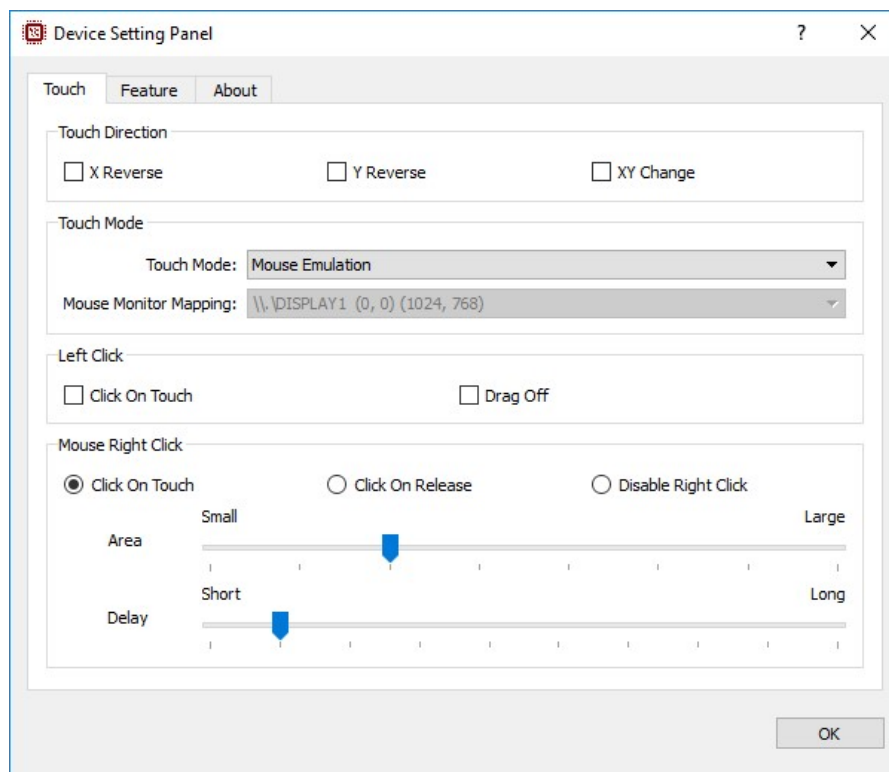 Device Setting Panel
?
Touch Feature About
Touch Direction
X Reverse Y Reverse XY Change
Touch Mode
Touch Mode: Mouse Emulation
Mouse Monitor Mapping: \\.\DISPLAY1 (0, 0) (1024, 768)
Left Click
Click On Touch Drag Off
Mouse Right Click
Click On Touch Click On Release Disable Right Click
Small Large
Area
Short Long
Delay
OK